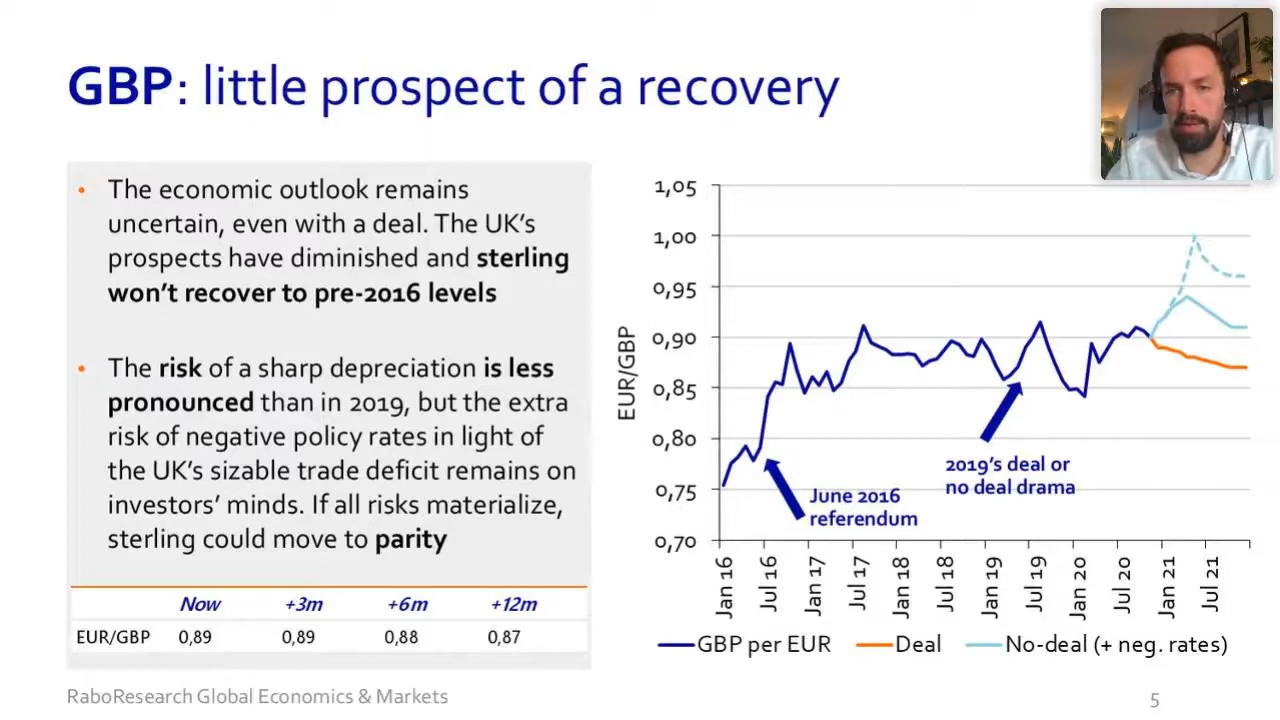 GBP: little prospect of a recovery
• The economic outlook remains
uncertain, even with a deal. The UK's
prospects have diminished and sterling
won't recover to pre-2016 levels
• The risk of a sharp depreciation is less
pronounced than in 2019, but the extra
risk of negative policy rates in light of
the UK's sizable trade deficit remains on
investors' minds. If all risks materialize,
sterling could move to parity
Now +3m +6m +12m
EUR/GBP 0,89 0,89 0,88 0,87
EUR/GBP
1,05
1,00
0,95
0,90
0,85
0,80
0,75
0,70
2019's deal or
no deal drama
June 2016
referendum
Jan 16 Jul 16 Jan 17 Jul 17 Jan 18 Jul 18 Jan 19 Jul 19 Jan 20 Jul 20 Jan 21 Jul 21
GBP per EUR Deal No-deal (+ neg. rates)
RaboResearch Global Economics & Markets
5